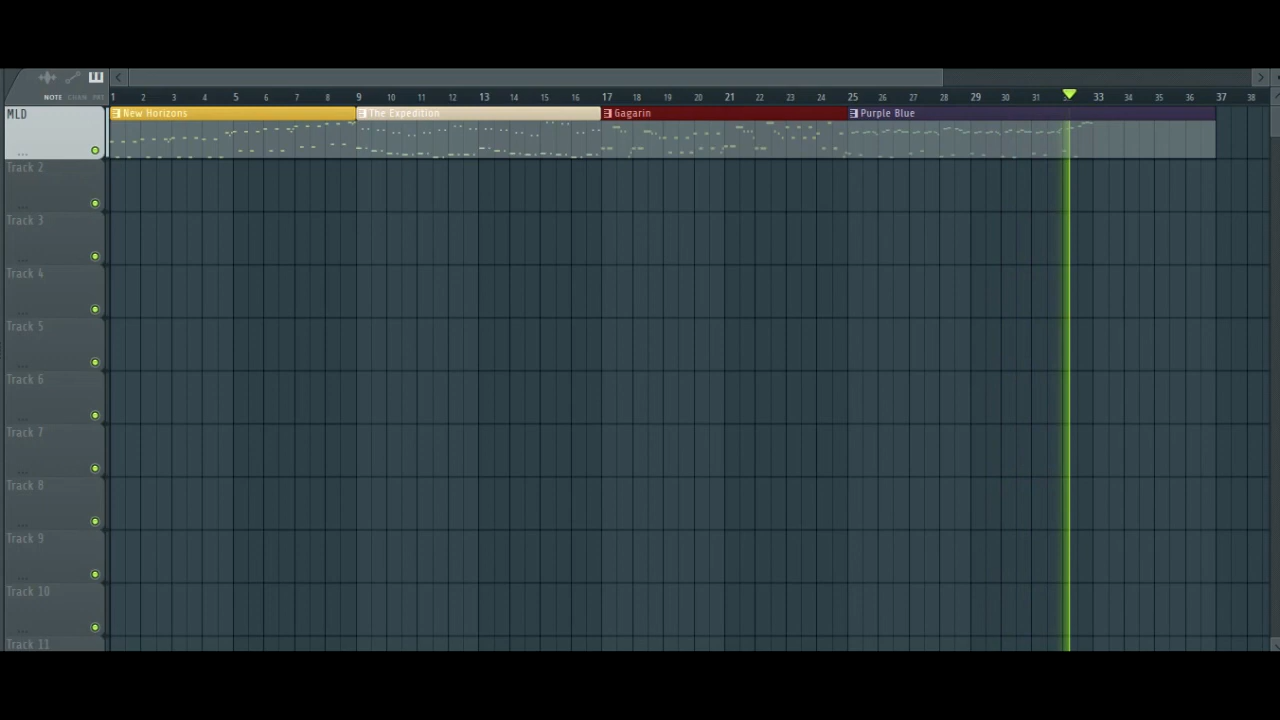 NOTE CHAN PAT
1 2 3 4 5 6 7 8 9 10 11 12 13 14 15 16 17 18 19 20 21 22 23 24 25 26 27 28 29 30 31 33 34 35 36 37 38
MLD New Horizons The Expedition Gagarin Purple Blue
...
Track 2
...
Track 3
...
Track 4
...
Track 5
...
Track 6
...
Track 7
...
Track 8
...
Track 9
...
Track 10
...
Track 11